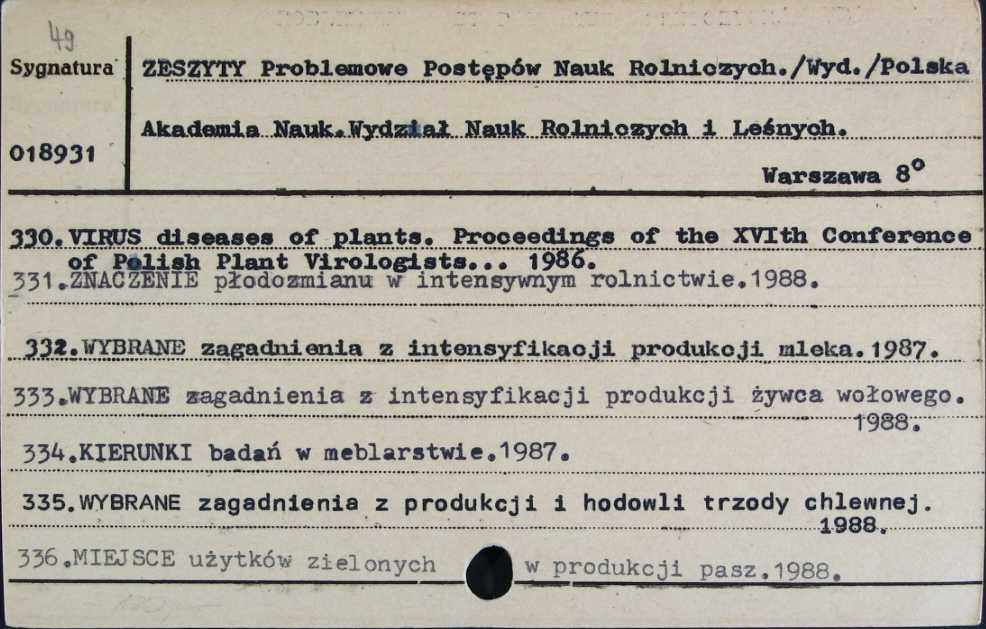 49
Sygnatura
018931
ZESZYTY Problemowe Postępów Nauk Rolniczych./Wyd./Polska
Akademia Nauk.Wydział Nauk Rolniczych i Leśnych.
Warszawa 8°
330.VIRUS diseases of plants. Proceedings of the XVIth Conference
of Polish Plant Virologists... 1986.
331.ZNACZENIE płodozmianu w intensywnym rolnictwie.1988.
332.WYBRANE zagadnienia z intensyfikacji produkcji mleka.1987.
333.WYBRANE zagadnienia z intensyfikacji produkcji żywca wołowego.
1988.
334.KIERUNKI badań w meblarstwie.1987.
335.WYBRANE zagadnienia z produkcji i hodowli trzody chlewnej.
1988.
336.MIEJSCE użytków zielonych w produkcji pasz.1988.